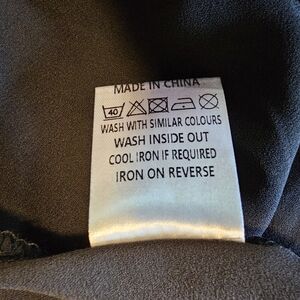 MADE IN CHINA
40
WASH WITH SIMILAR COLOURS
WASH INSIDE OUT
COOL IRON IF REQUIRED
IRON ON REVERSE